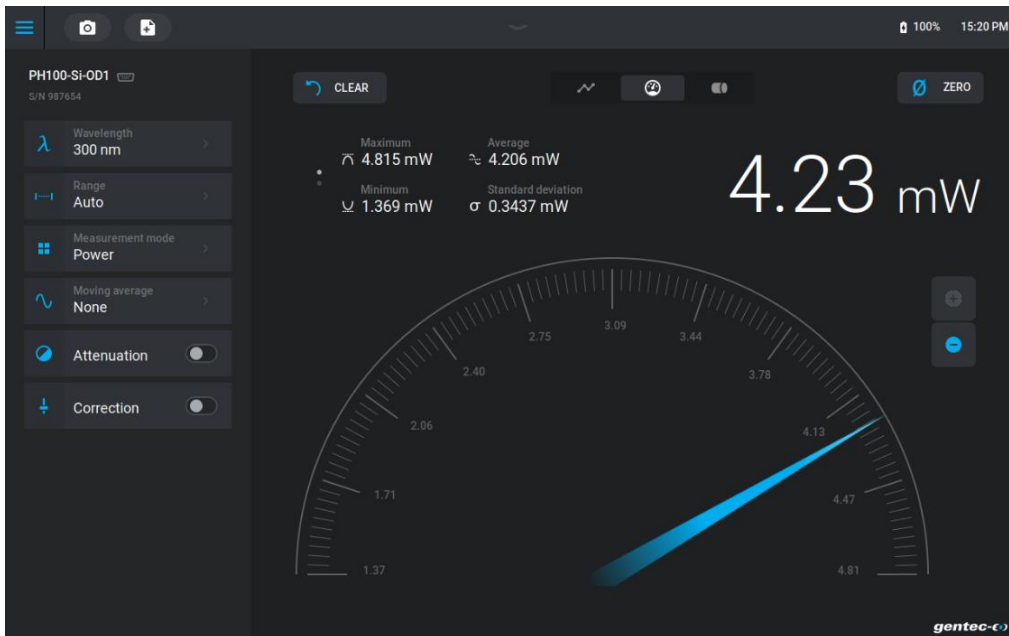 100% 15:20 PM
PH100-Si-OD1
S/N 987654
CLEAR
ZERO
λ Wavelength
300 nm
Range
Auto
Measurement mode
Power
Moving average
None
Attenuation
Correction
Maximum
4.815 mW
Average
4.206 mW
Minimum
1.369 mW
Standard deviation
σ 0.3437 mW
4.23 mW
1.37
1.71
2.06
2.40
2.75
3.09
3.44
3.78
4.13
4.47
4.81
gentec-eo